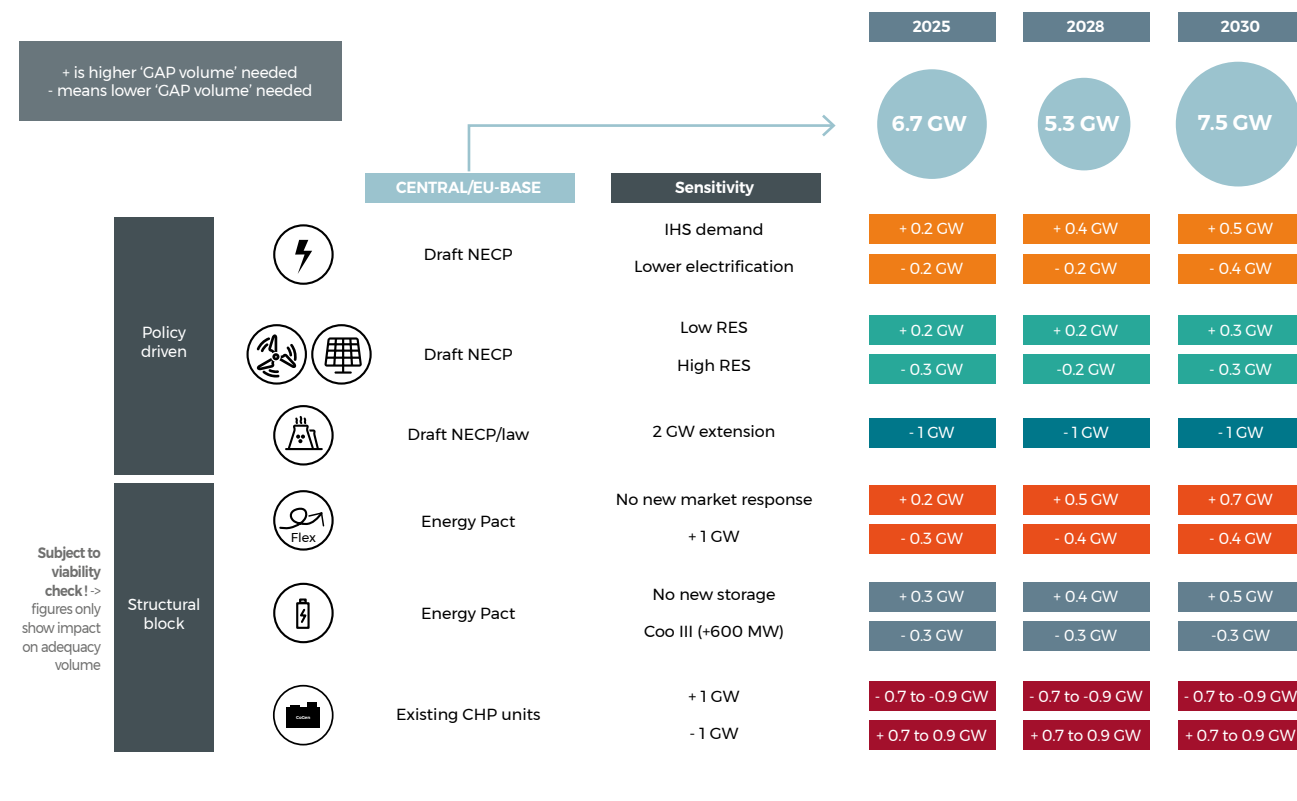 2025
2028
2030
+ is higher ‘GAP volume’ needed
- means lower ‘GAP volume’ needed
6.7 GW
5.3 GW
7.5 GW
CENTRAL/EU-BASE
Sensitivity
Policy
driven
Draft NECP
IHS demand
+ 0.2 GW
+ 0.4 GW
+ 0.5 GW
Lower electrification
- 0.2 GW
- 0.2 GW
- 0.4 GW
Draft NECP
Low RES
+ 0.2 GW
+ 0.2 GW
+ 0.3 GW
High RES
- 0.3 GW
-0.2 GW
- 0.3 GW
Draft NECP/law
2 GW extension
- 1 GW
- 1 GW
- 1 GW
Subject to
viability
check ! ->
figures only
show impact
on adequacy
volume
Structural
block
Flex
Energy Pact
No new market response
+ 0.2 GW
+ 0.5 GW
+ 0.7 GW
+ 1 GW
- 0.3 GW
- 0.4 GW
- 0.4 GW
Energy Pact
No new storage
+ 0.3 GW
+ 0.4 GW
+ 0.5 GW
Coo III (+600 MW)
- 0.3 GW
- 0.3 GW
-0.3 GW
CoGen
Existing CHP units
+ 1 GW
- 0.7 to -0.9 GW
- 0.7 to -0.9 GW
- 0.7 to -0.9 GW
- 1 GW
+ 0.7 to 0.9 GW
+ 0.7 to 0.9 GW
+ 0.7 to 0.9 GW